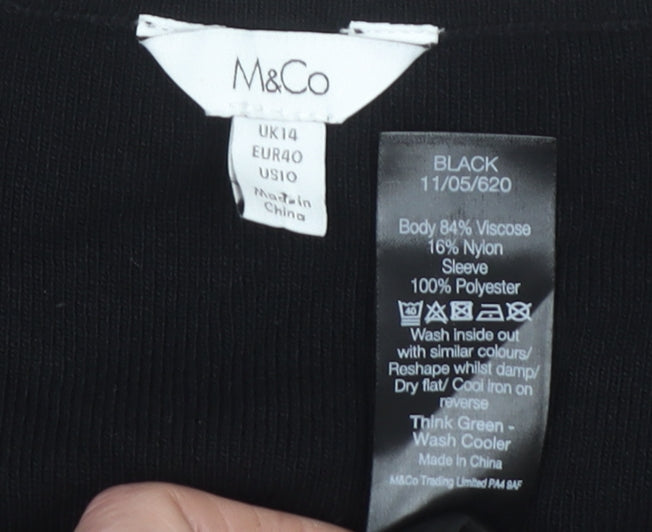 M&Co
UK14
EUR40
US10
Made in
China
BLACK
11/05/620
Body 84% Viscose
16% Nylon
Sleeve
100% Polyester
40
Wash inside out
with similar colours/
Reshape whilst damp/
Dry flat/ Cool Iron on
reverse
Think Green -
Wash Cooler
Made in China
M&Co Trading Limited PA4 9AF